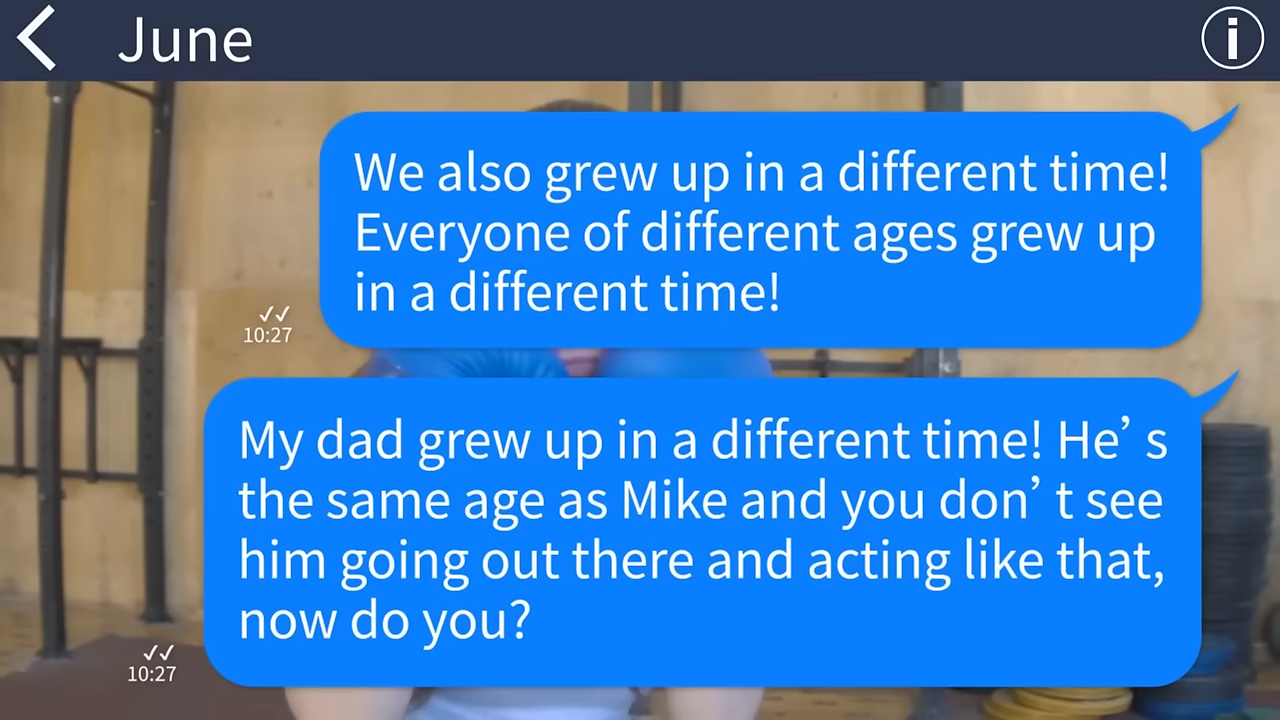 June
We also grew up in a different time!
Everyone of different ages grew up
in a different time!
10:27
My dad grew up in a different time! He’s
the same age as Mike and you don’t see
him going out there and acting like that,
now do you?
10:27